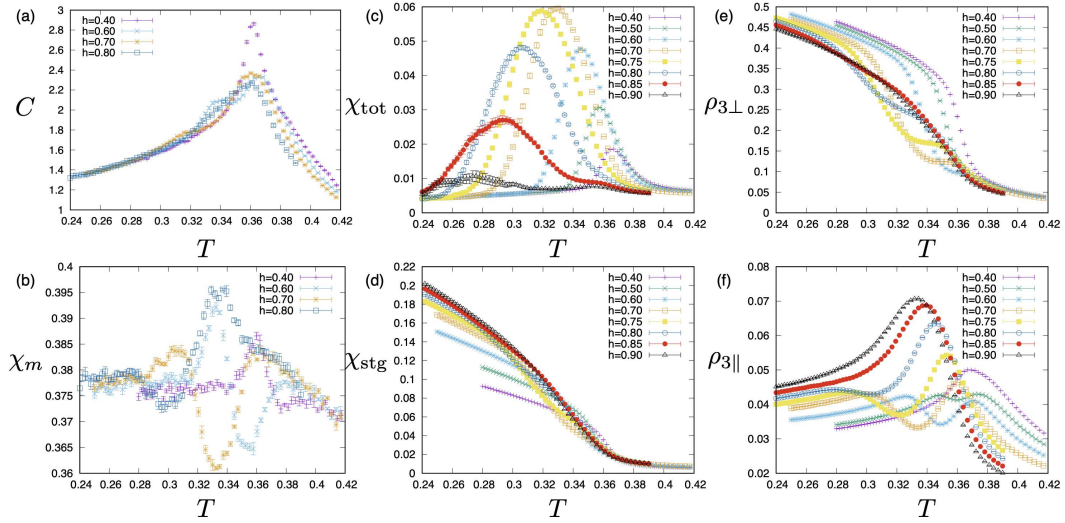 (a)
h=0.40
h=0.60
h=0.70
h=0.80
C
3
2.8
2.6
2.4
2.2
2
1.8
1.6
1.4
1.2
1
0.24 0.26 0.28 0.30 0.32 0.34 0.36 0.38 0.40 0.42
T
(c)
h=0.40
h=0.50
h=0.60
h=0.70
h=0.75
h=0.80
h=0.85
h=0.90
χtot
0.06
0.05
0.04
0.03
0.02
0.01
0
0.24 0.26 0.28 0.3 0.32 0.34 0.36 0.38 0.4 0.42
T
(e)
h=0.40
h=0.50
h=0.60
h=0.70
h=0.75
h=0.80
h=0.85
h=0.90
ρ3⊥
0.5
0.45
0.4
0.35
0.3
0.25
0.2
0.15
0.1
0.05
0
0.24 0.26 0.28 0.3 0.32 0.34 0.36 0.38 0.4 0.42
T
(b)
h=0.40
h=0.60
h=0.70
h=0.80
χm
0.4
0.395
0.39
0.385
0.38
0.375
0.37
0.365
0.36
0.24 0.26 0.28 0.30 0.32 0.34 0.36 0.38 0.40 0.42
T
(d)
h=0.40
h=0.50
h=0.60
h=0.70
h=0.75
h=0.80
h=0.85
h=0.90
χstg
0.22
0.2
0.18
0.16
0.14
0.12
0.1
0.08
0.06
0.04
0.02
0
0.24 0.26 0.28 0.3 0.32 0.34 0.36 0.38 0.4 0.42
T
(f)
h=0.40
h=0.50
h=0.60
h=0.70
h=0.75
h=0.80
h=0.85
h=0.90
ρ3∥
0.08
0.07
0.06
0.05
0.04
0.03
0.02
0.24 0.26 0.28 0.3 0.32 0.34 0.36 0.38 0.4 0.42
T